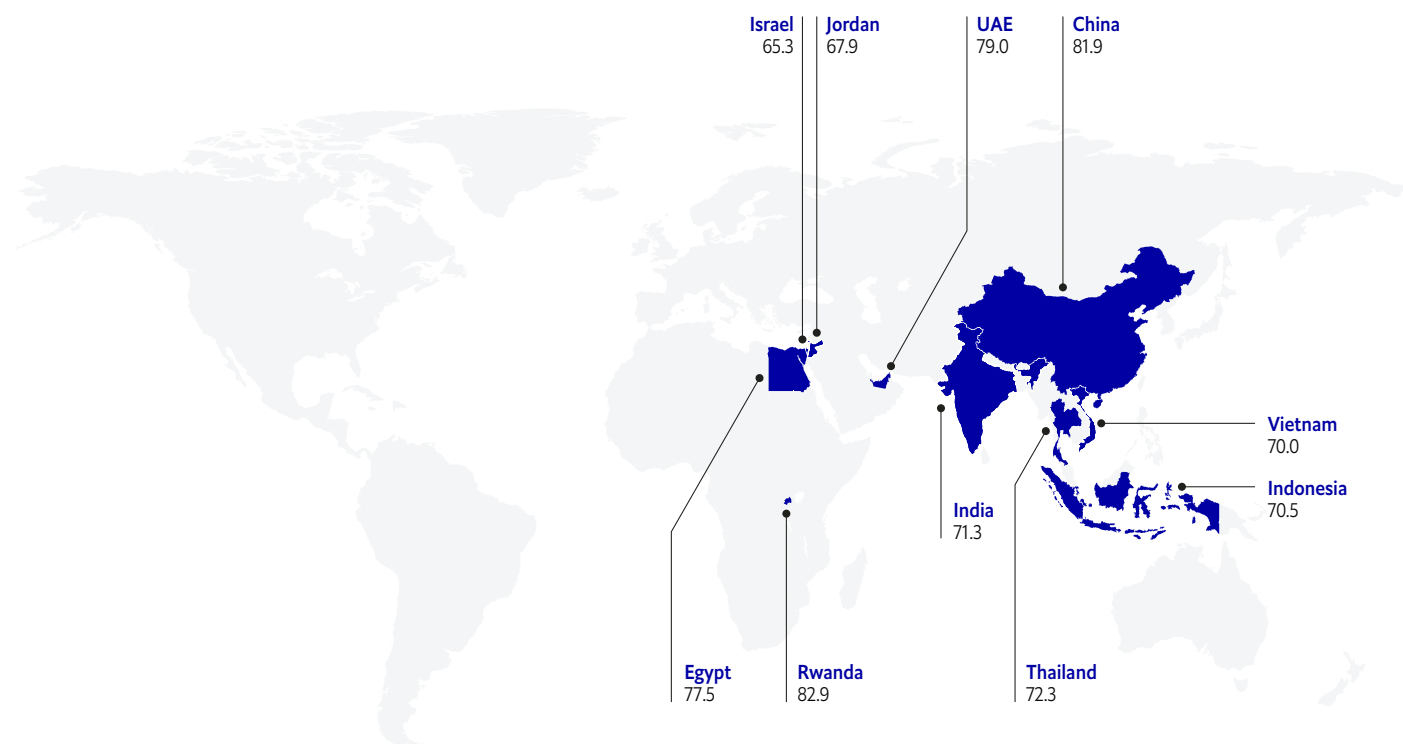 Israel
65.3
Jordan
67.9
UAE
79.0
China
81.9
Vietnam
70.0
Indonesia
70.5
India
71.3
Egypt
77.5
Rwanda
82.9
Thailand
72.3